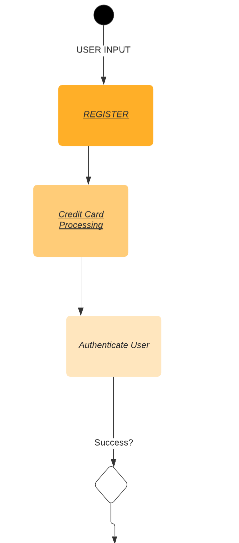 USER INPUT
REGISTER
Credit Card
Processing
Authenticate User
Success?